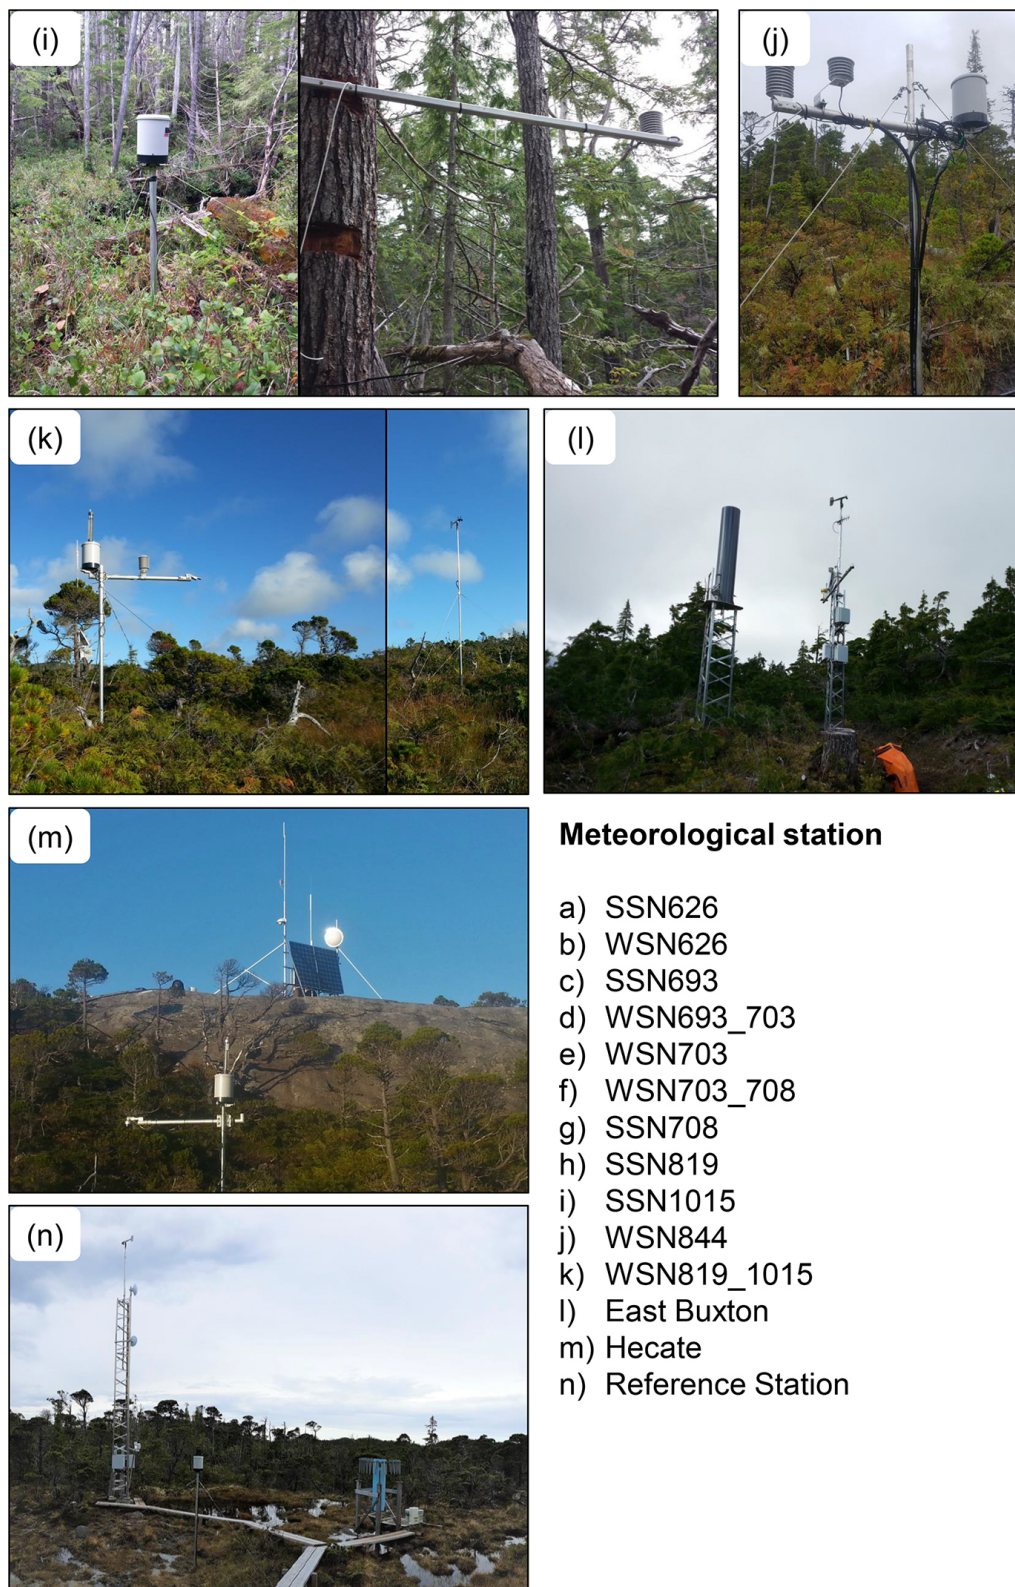 (i)
(j)
(k)
(l)
(m)
Meteorological station
a) SSN626
b) WSN626
c) SSN693
d) WSN693_703
e) WSN703
f) WSN703_708
g) SSN708
h) SSN819
i) SSN1015
j) WSN844
k) WSN819_1015
l) East Buxton
m) Hecate
n) Reference Station
(n)